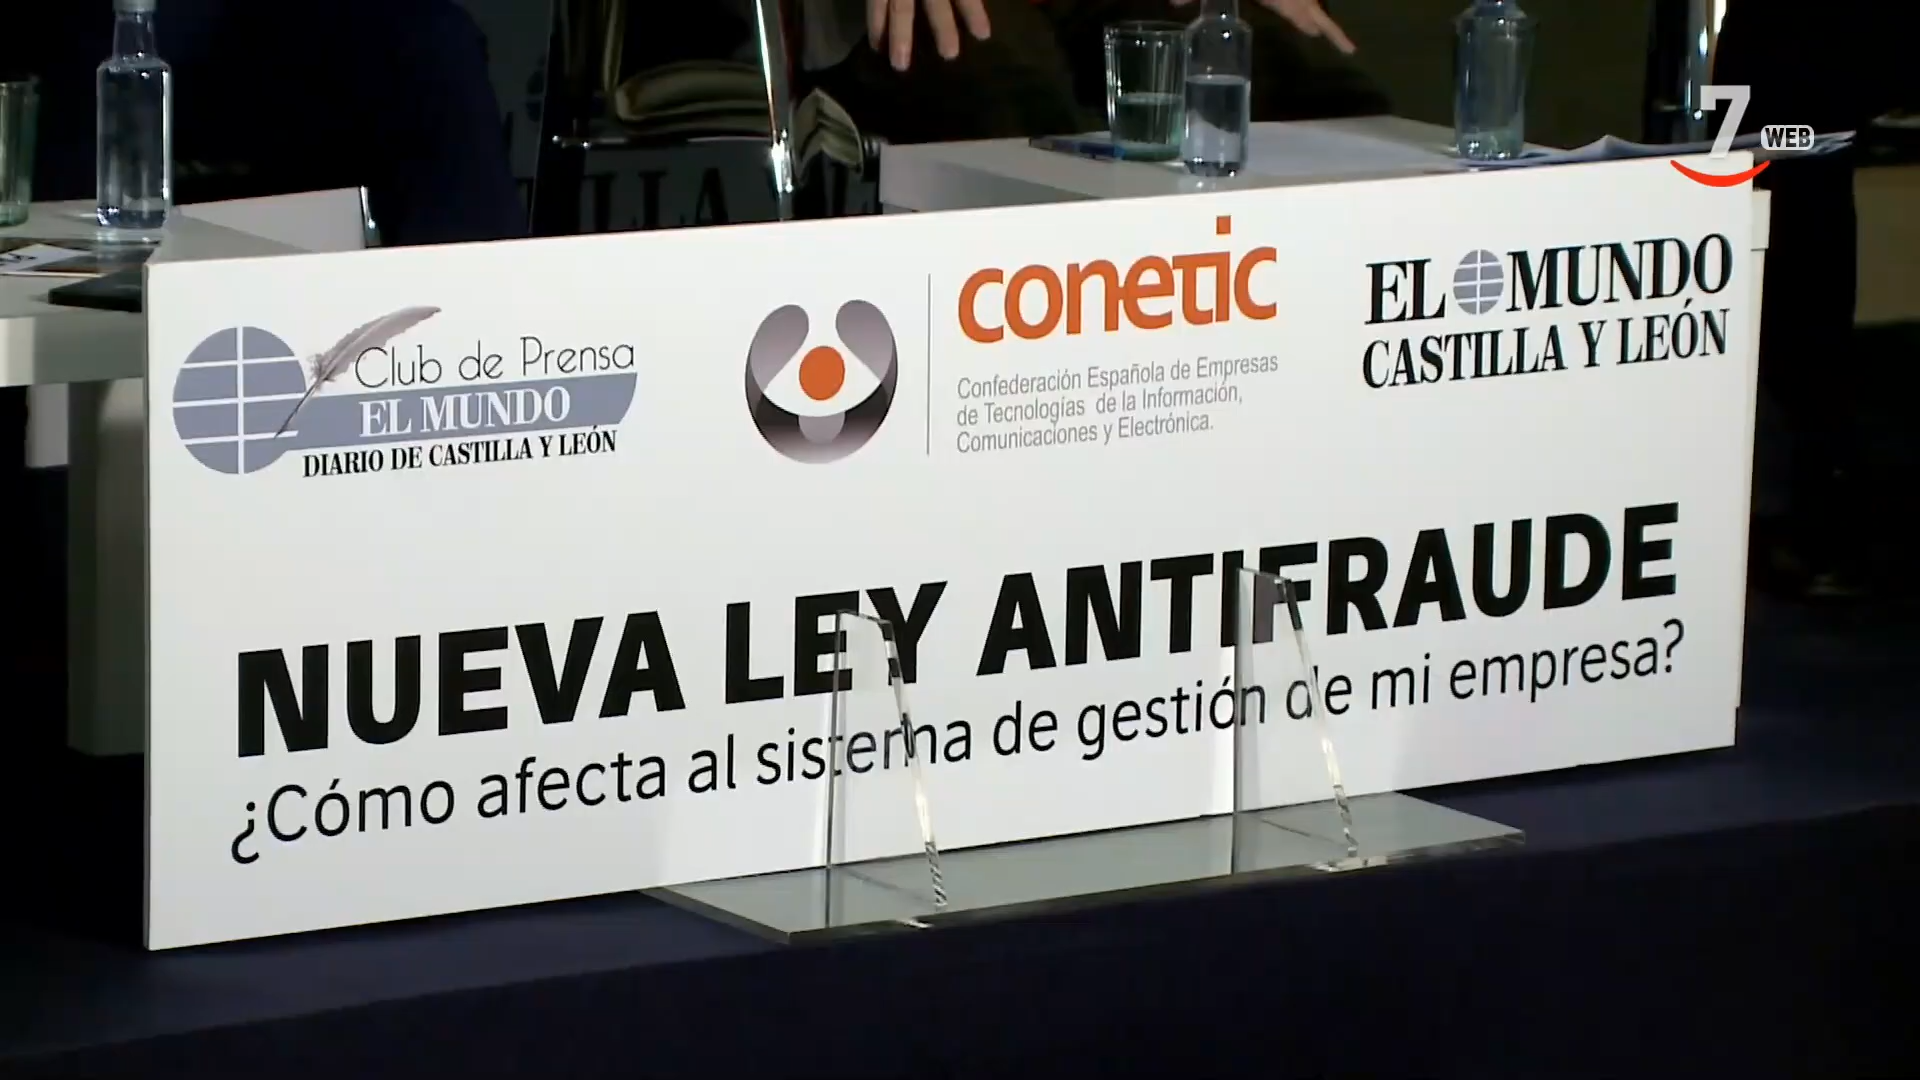 7 WEB
Club de Prensa
EL MUNDO
DIARIO DE CASTILLA Y LEÓN
conetic
Confederación Española de Empresas
de Tecnologías de la Información,
Comunicaciones y Electrónica.
EL MUNDO
CASTILLA Y LEÓN
NUEVA LEY ANTIFRAUDE
¿Cómo afecta al sistema de gestión de mi empresa?